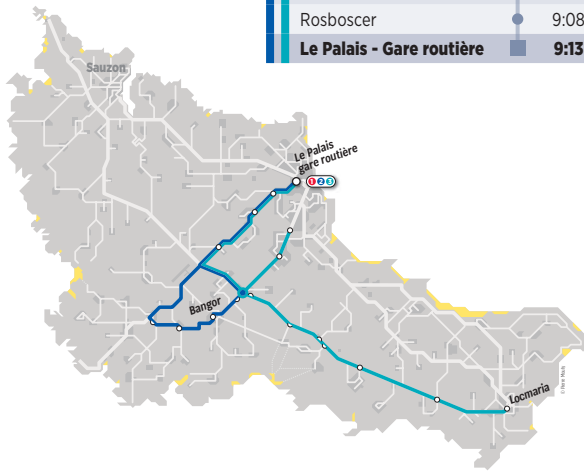 Rosboscer 9:08
Le Palais - Gare routière 9:13
Sauzon
Le Palais
gare routière
1 2 3
Bangor
Locmaria